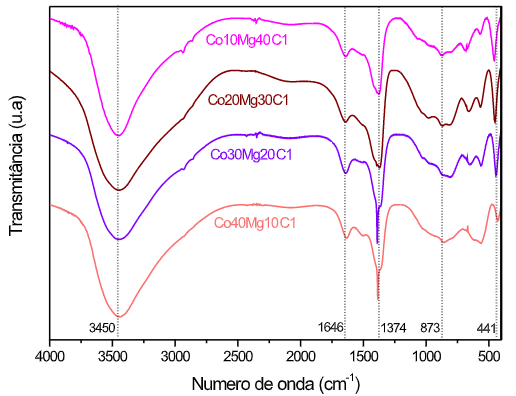 Co10Mg40C1
Co20Mg30C1
Co30Mg20C1
Co40Mg10C1
Transmitância (u.a)
3450 1646 1374 873 441
4000 3500 3000 2500 2000 1500 1000 500
Numero de onda (cm⁻¹)